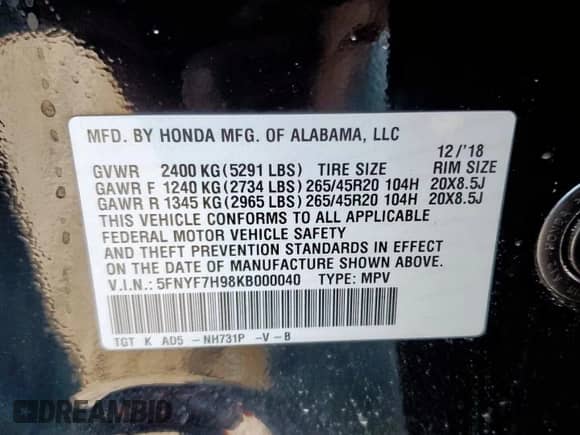 MFD. BY HONDA MFG. OF ALABAMA, LLC
12 /'18
GVWR 2400 KG (5291 LBS) TIRE SIZE RIM SIZE
GAWR F 1240 KG (2734 LBS) 265/45R20 104H 20X8.5J
GAWR R 1345 KG (2965 LBS) 265/45R20 104H 20X8.5J
THIS VEHICLE CONFORMS TO ALL APPLICABLE
FEDERAL MOTOR VEHICLE SAFETY
AND THEFT PREVENTION STANDARDS IN EFFECT
ON THE DATE OF MANUFACTURE SHOWN ABOVE.
V.I.N.: 5FNYF7H98KB000040 TYPE: MPV
TGT K AD5 -NH731P -V-B
DREAMBID